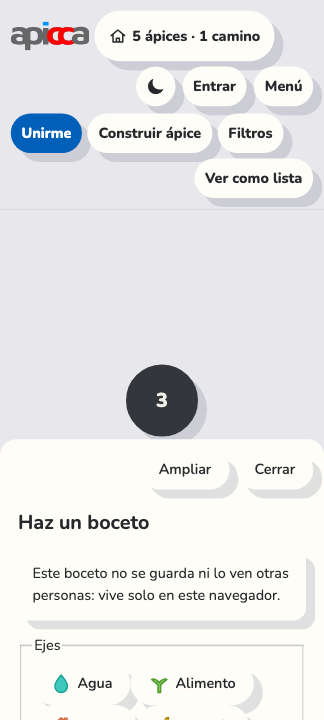 apicca
5 ápices · 1 camino
Entrar
Menú
Unirme
Construir ápice
Filtros
Ver como lista
3
Ampliar
Cerrar
Haz un boceto
Este boceto no se guarda ni lo ven otras
personas: vive solo en este navegador.
Ejes
Agua
Alimento